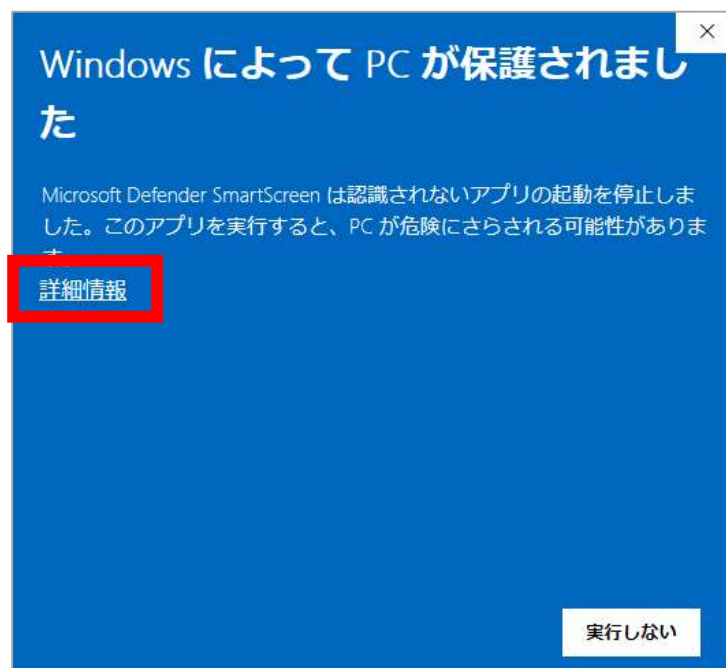 Windows によって PC が保護されまし
た
Microsoft Defender SmartScreen は認識されないアプリの起動を停止しま
した。このアプリを実行すると、PC が危険にさらされる可能性がありま
す。
詳細情報
実行しない